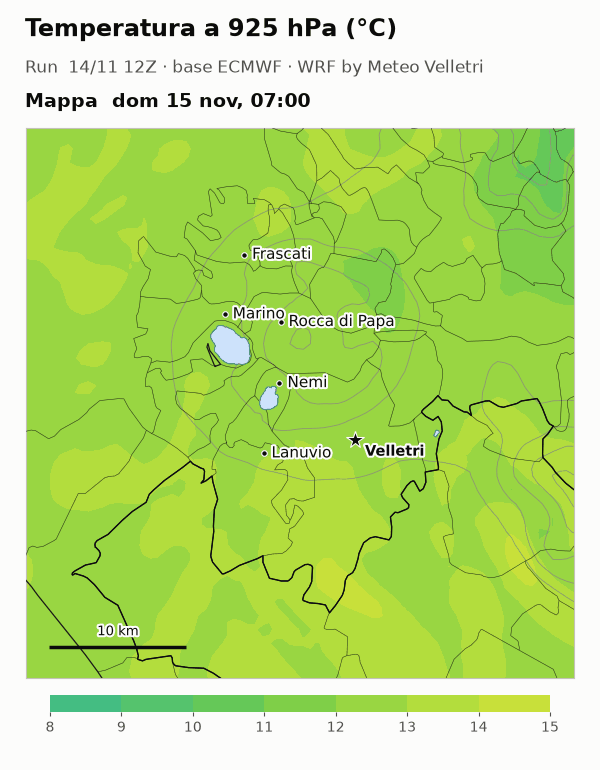 Temperatura a 925 hPa (°C)
Run  14/11 12Z · base ECMWF · WRF by Meteo Velletri
Mappa  dom 15 nov, 07:00
Frascati
Marino
Rocca di Papa
Nemi
Velletri
Lanuvio
10 km
8 9 10 11 12 13 14 15